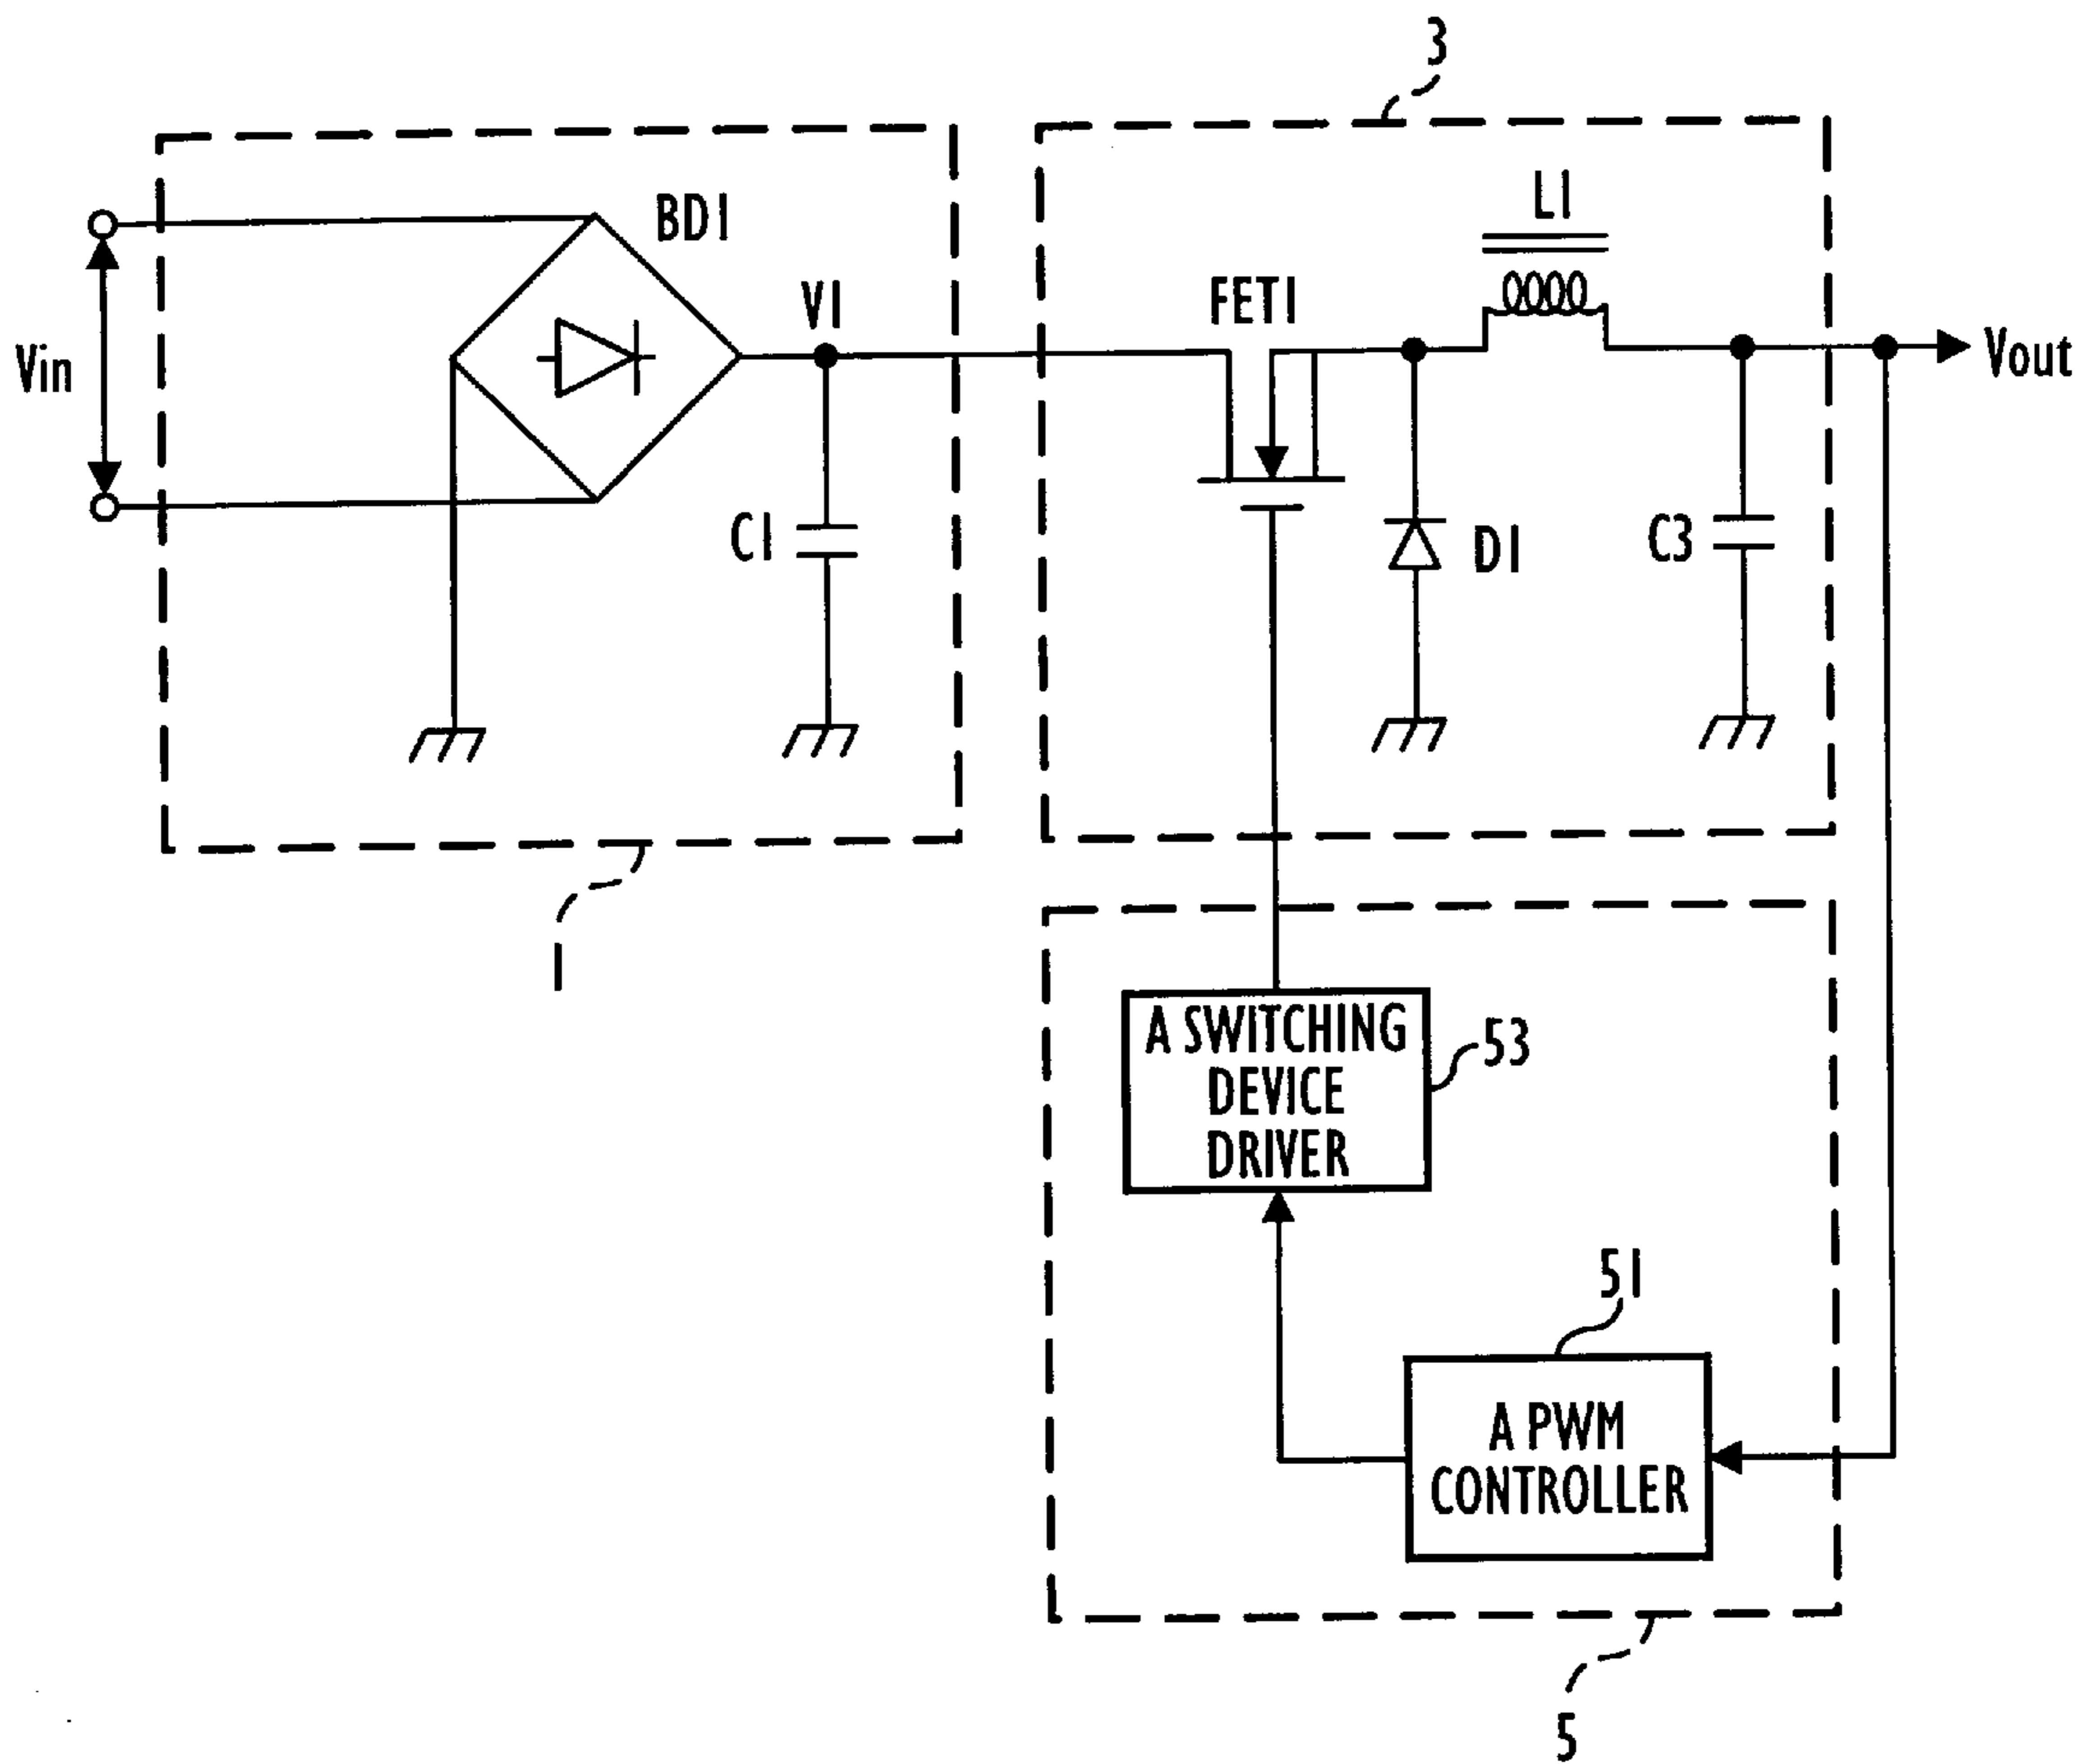 3
BD1
L1
V1
FET1
Vin
Vout
C1
D1
C3
1
A SWITCHING
DEVICE
DRIVER
53
51
A PWM
CONTROLLER
5